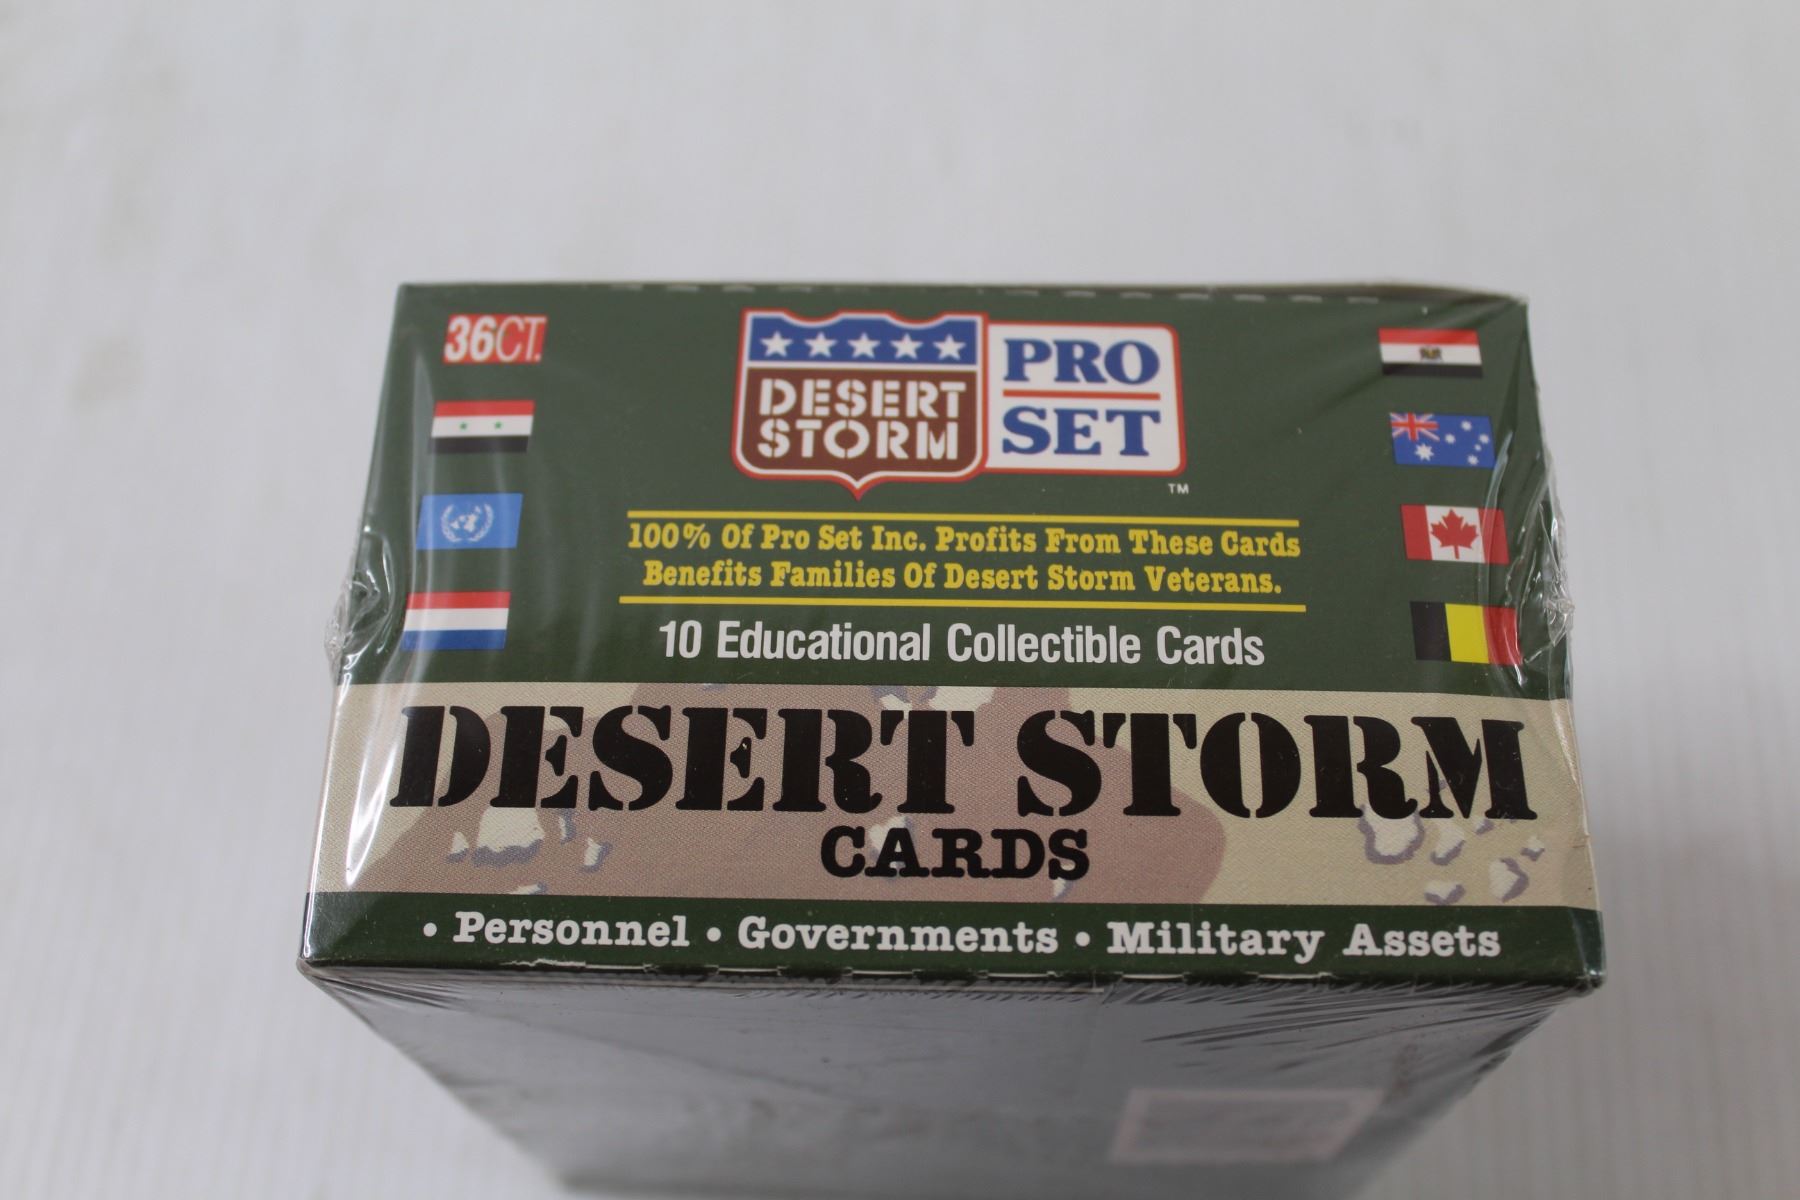 36CT.
DESERT
STORM
PRO
SET
TM
100% Of Pro Set Inc. Profits From These Cards
Benefits Families Of Desert Storm Veterans.
10 Educational Collectible Cards
DESERT STORM
CARDS
• Personnel • Governments • Military Assets